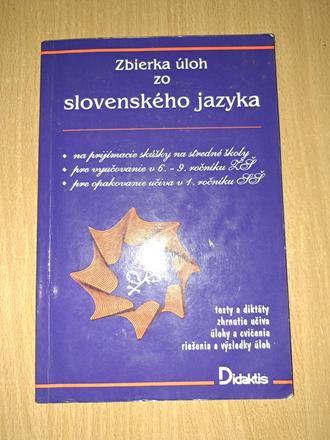 Zbierka úloh
zo
slovenského jazyka
• na prijímacie skúšky na stredné školy
• pre vyučovanie v 6. - 9. ročníku ZŠ
• pre opakovanie učiva v 1. ročníku SŠ
testy a diktáty
zhrnutie učiva
úlohy a cvičenia
riešenia a výsledky úloh
Didaktis